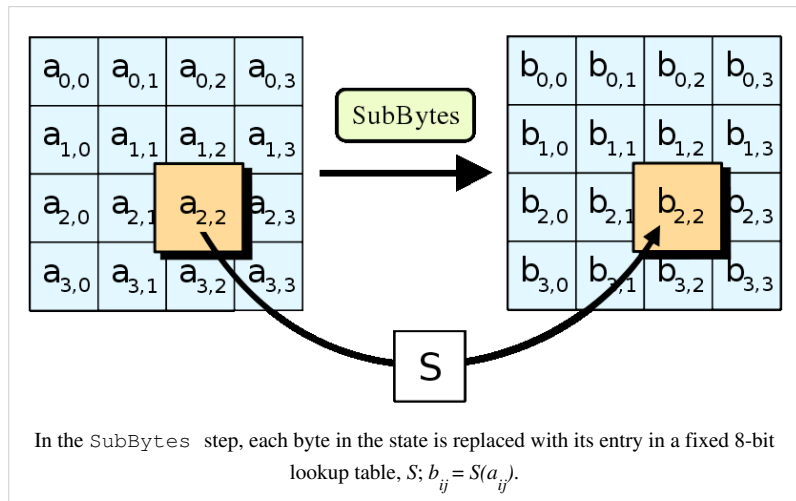 a0,0 a0,1 a0,2 a0,3
a1,0 a1,1 a1,2 a1,3
a2,0 a2,1 a2,2 a2,3
a3,0 a3,1 a3,2 a3,3
SubBytes
b0,0 b0,1 b0,2 b0,3
b1,0 b1,1 b1,2 b1,3
b2,0 b2,1 b2,2 b2,3
b3,0 b3,1 b3,2 b3,3
S
In the SubBytes step, each byte in the state is replaced with its entry in a fixed 8-bit
lookup table, S; bij = S(aij).